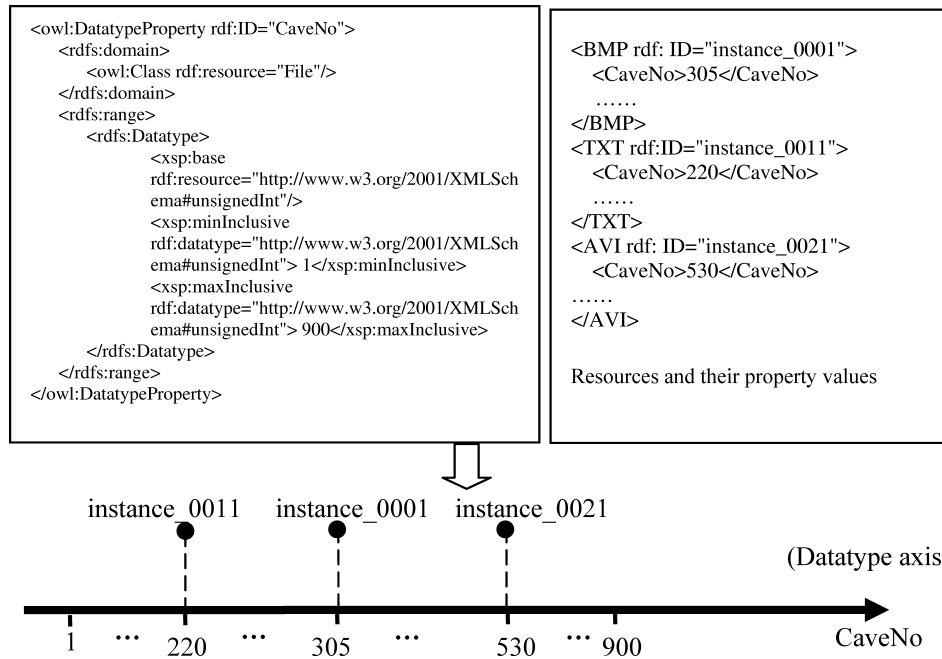 <owl:DatatypeProperty rdf:ID="CaveNo">
<rdfs:domain>
<owl:Class rdf:resource="File"/>
</rdfs:domain>
<rdfs:range>
<rdfs:Datatype>
<xsp:base
rdf:resource="http://www.w3.org/2001/XMLSch
ema#unsignedInt"/>
<xsp:minInclusive
rdf:datatype="http://www.w3.org/2001/XMLSch
ema#unsignedInt"> 1</xsp:minInclusive>
<xsp:maxInclusive
rdf:datatype="http://www.w3.org/2001/XMLSch
ema#unsignedInt"> 900</xsp:maxInclusive>
</rdfs:Datatype>
</rdfs:range>
</owl:DatatypeProperty>
<BMP rdf: ID="instance_0001">
<CaveNo>305</CaveNo>
……
</BMP>
<TXT rdf:ID="instance_0011">
<CaveNo>220</CaveNo>
……
</TXT>
<AVI rdf: ID="instance_0021">
<CaveNo>530</CaveNo>
……
</AVI>
Resources and their property values
instance_0011 instance_0001 instance_0021
(Datatype axis
1 ... 220 ... 305 ... 530 ... 900 CaveNo